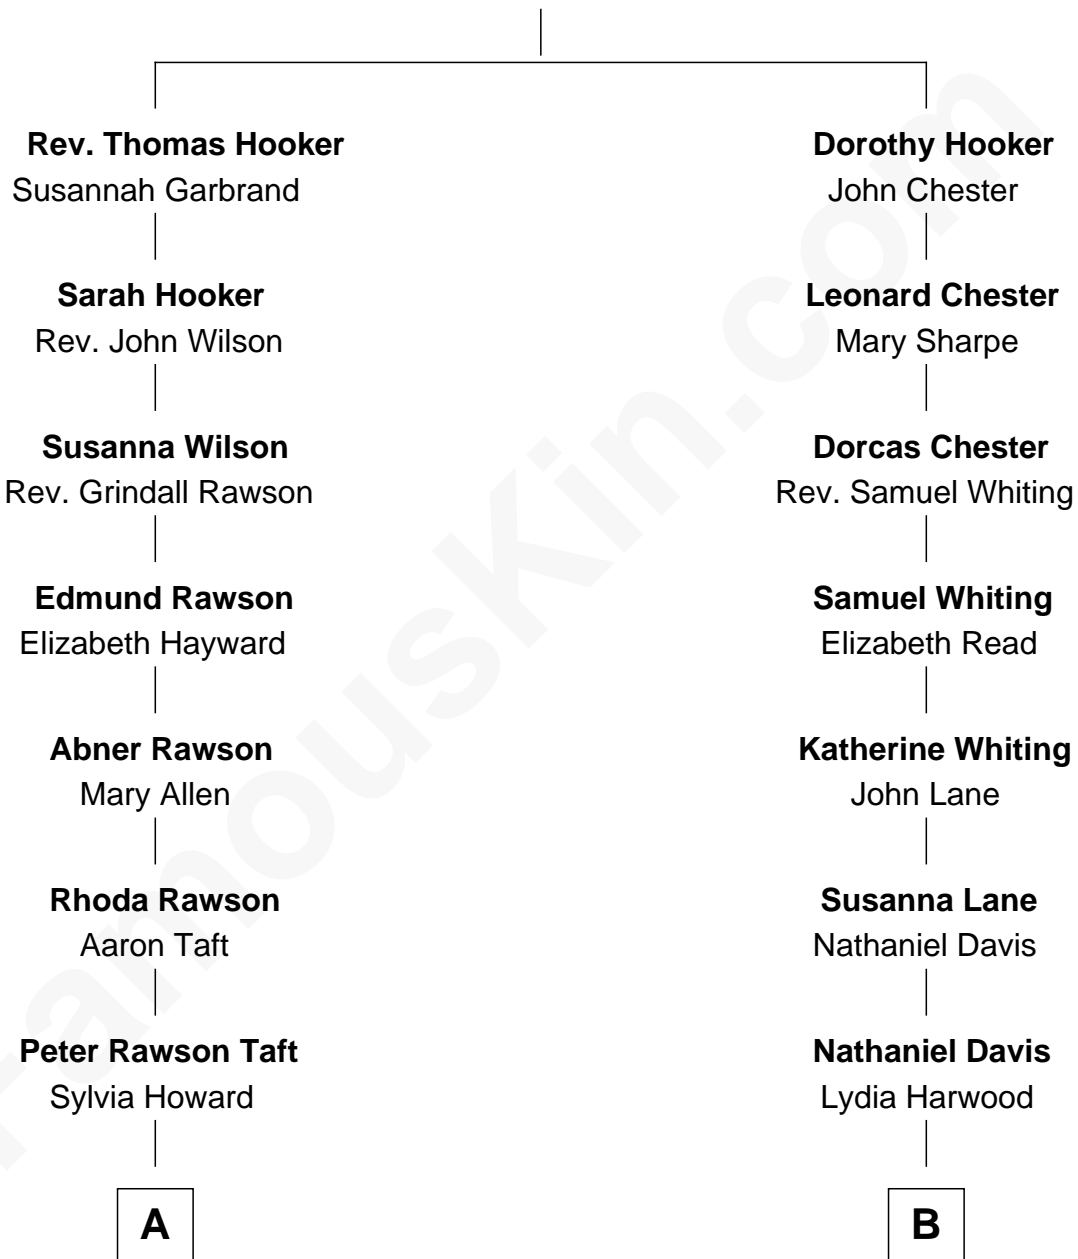 Rev. Thomas Hooker
Susannah Garbrand
Dorothy Hooker
John Chester
Sarah Hooker
Rev. John Wilson
Leonard Chester
Mary Sharpe
Susanna Wilson
Rev. Grindall Rawson
Dorcas Chester
Rev. Samuel Whiting
Edmund Rawson
Elizabeth Hayward
Samuel Whiting
Elizabeth Read
Abner Rawson
Mary Allen
Katherine Whiting
John Lane
Rhoda Rawson
Aaron Taft
Susanna Lane
Nathaniel Davis
Peter Rawson Taft
Sylvia Howard
Nathaniel Davis
Lydia Harwood
A
B
FamousKin.com